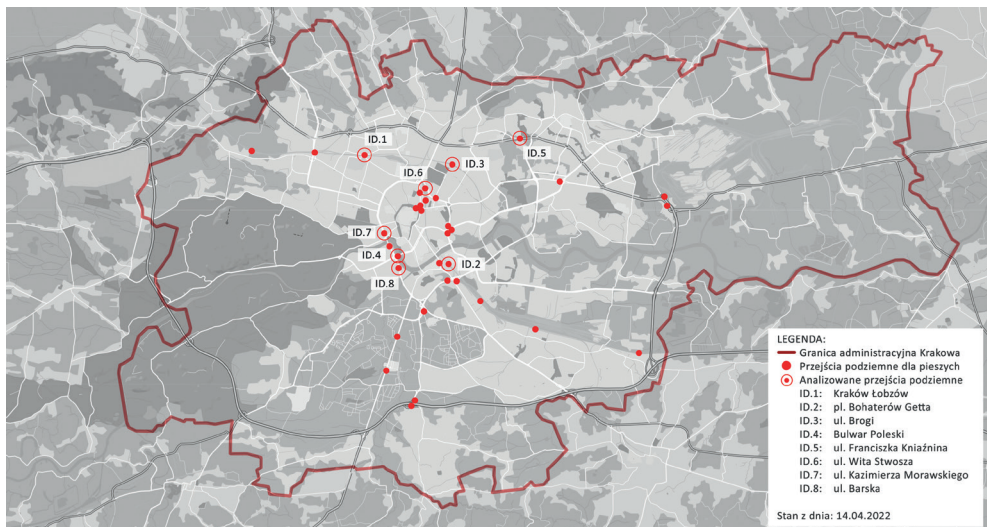 ID.1
ID.3
ID.5
ID.6
ID.7
ID.4
ID.2
ID.8
LEGENDA:
Granica administracyjna Krakowa
Przejścia podziemne dla pieszych
Analizowane przejścia podziemne
ID.1: Kraków Łobzów
ID.2: pl. Bohaterów Getta
ID.3: ul. Brogi
ID.4: Bulwar Poleski
ID.5: ul. Franciszka Kniaźnina
ID.6: ul. Wita Stwosza
ID.7: ul. Kazimierza Morawskiego
ID.8: ul. Barska
Stan z dnia: 14.04.2022